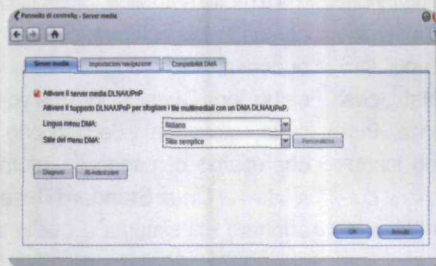 Pannello di controllo - Server media
Server media
Impostazioni navigazione
Compatibilità DMA
Attivare il server media DLNA/UPnP
Attivare il supporto DLNA/UPnP per sfogliare i file multimediali con un DMA DLNA/UPnP.
Lingua menu DMA: Italiano
Stile del menu DMA: Stile semplice Personalizza
Diagnosi
OK Annulla